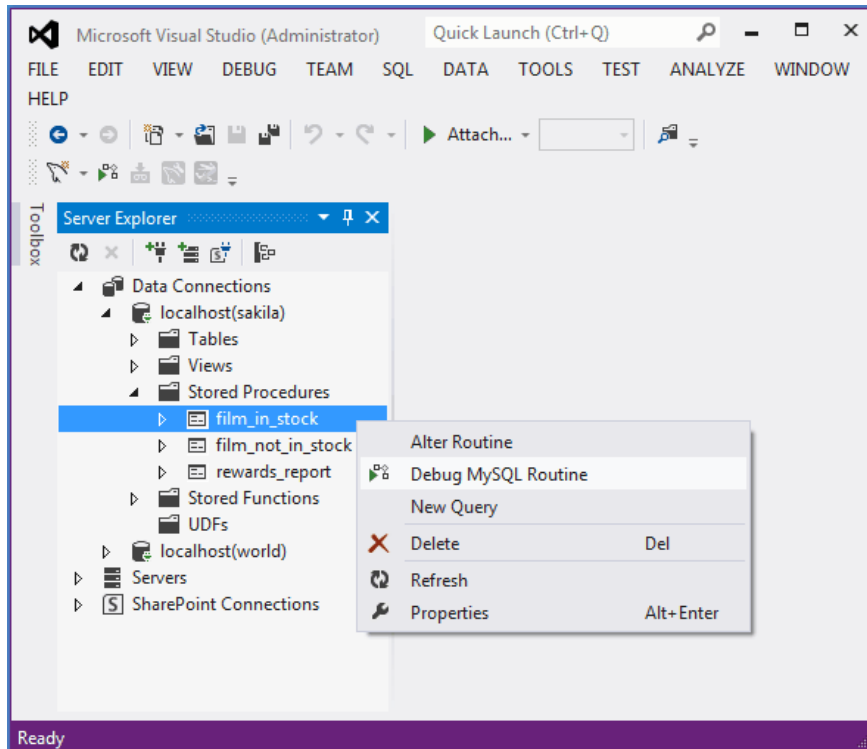 Microsoft Visual Studio (Administrator) Quick Launch (Ctrl+Q)
FILE EDIT VIEW DEBUG TEAM SQL DATA TOOLS TEST ANALYZE WINDOW
HELP
Attach...
Toolbox
Server Explorer
Data Connections
localhost(sakila)
Tables
Views
Stored Procedures
film_in_stock
film_not_in_stock
rewards_report
Stored Functions
UDFs
localhost(world)
Servers
SharePoint Connections
Alter Routine
Debug MySQL Routine
New Query
Delete Del
Refresh
Properties Alt+Enter
Ready